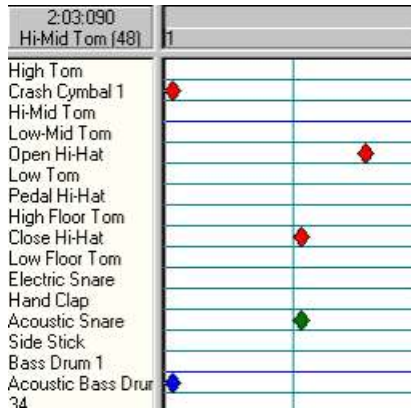 2:03:090
Hi-Mid Tom (48)
1
High Tom
Crash Cymbal 1
Hi-Mid Tom
Low-Mid Tom
Open Hi-Hat
Low Tom
Pedal Hi-Hat
High Floor Tom
Close Hi-Hat
Low Floor Tom
Electric Snare
Hand Clap
Acoustic Snare
Side Stick
Bass Drum 1
Acoustic Bass Drur
34